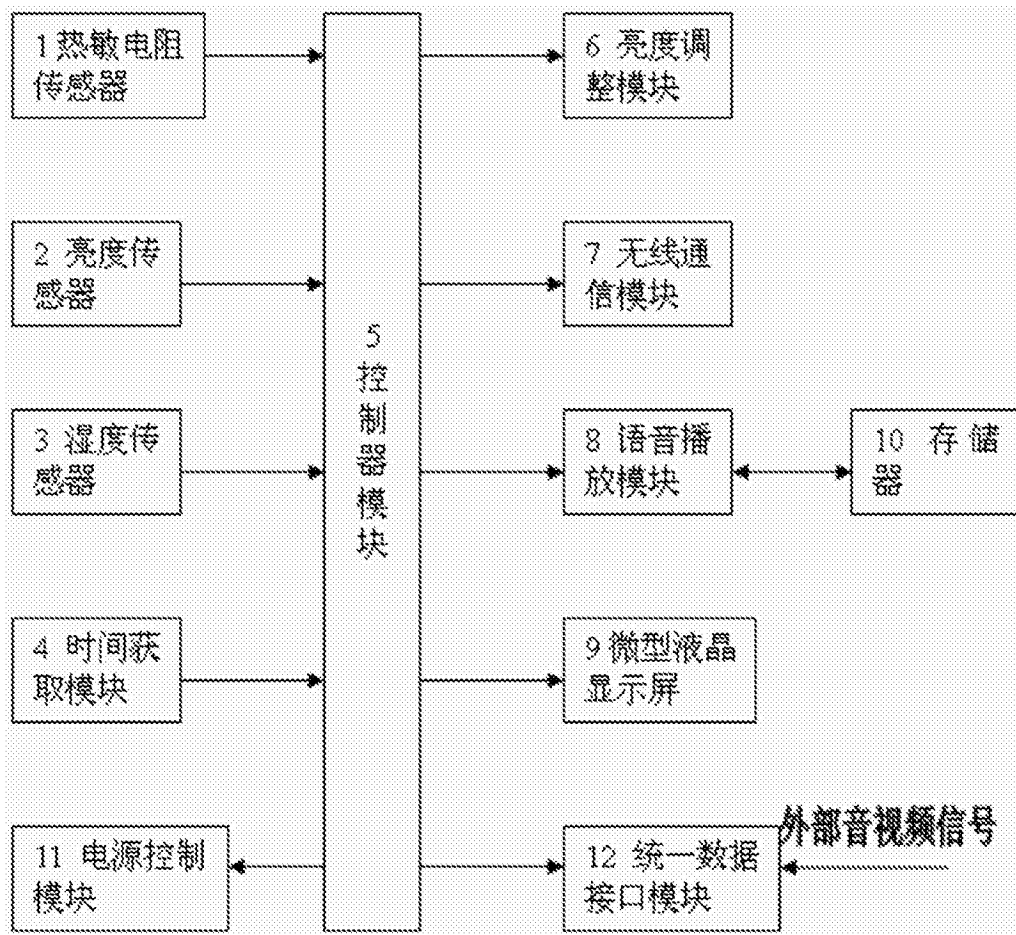 1热敏电阻
传感器
2 亮度传
感器
3 湿度传
感器
4 时间获
取模块
11 电源控制
模块
5
控
制
器
模
块
6 亮度调
整模块
7 无线通
信模块
8 语音播
放模块
9微型液晶
显示屏
外部音视频信号
12 统一数据
接口模块
10 存储
器